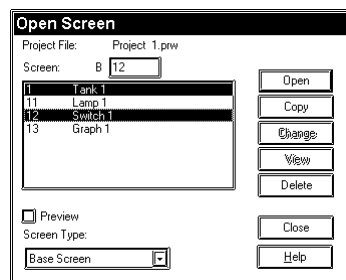 Open Screen
Project File: Project 1.prw
Screen: B 12
1 Tank 1
11 Lamp 1
12 Switch 1
13 Graph 1
Open
Copy
Change
View
Delete
Preview
Screen Type:
Base Screen
Close
Help